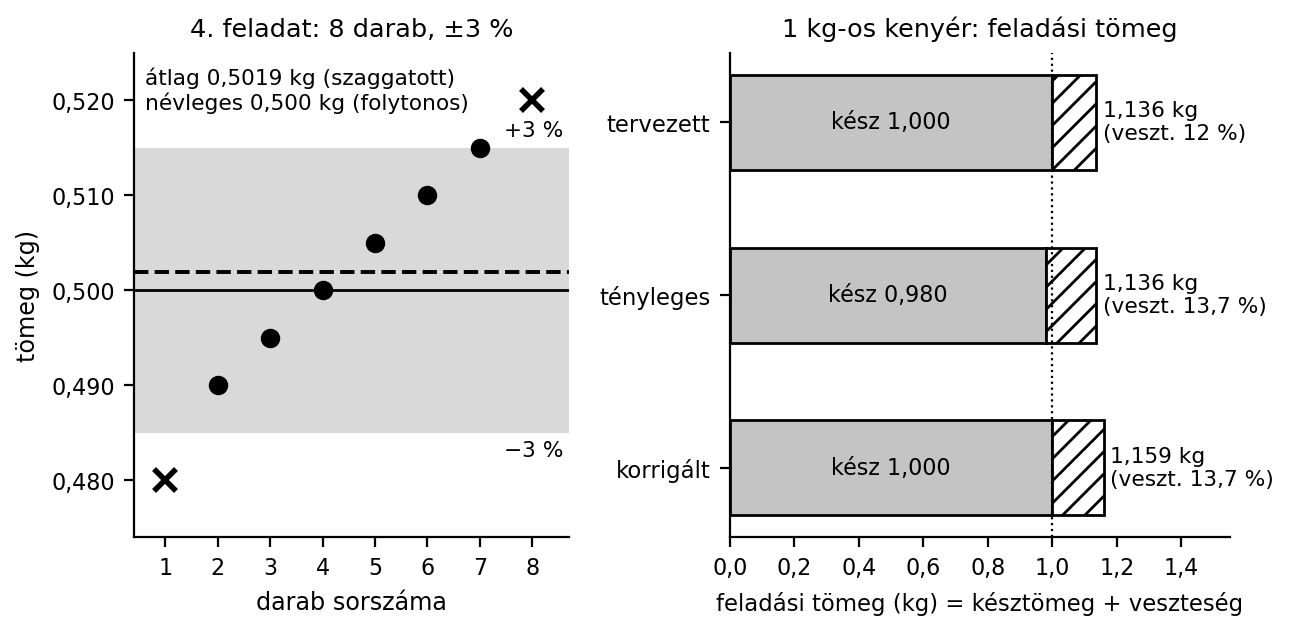 4. feladat: 8 darab, ±3 %
átlag 0,5019 kg (szaggatott)
névleges 0,500 kg (folytonos)
+3 %
−3 %
0,520
0,510
0,500
0,490
0,480
tömeg (kg)
1 2 3 4 5 6 7 8
darab sorszáma
1 kg-os kenyér: feladási tömeg
tervezett
kész 1,000
1,136 kg
(veszt. 12 %)
tényleges
kész 0,980
1,136 kg
(veszt. 13,7 %)
korrigált
kész 1,000
1,159 kg
(veszt. 13,7 %)
0,0 0,2 0,4 0,6 0,8 1,0 1,2 1,4
feladási tömeg (kg) = késztömeg + veszteség